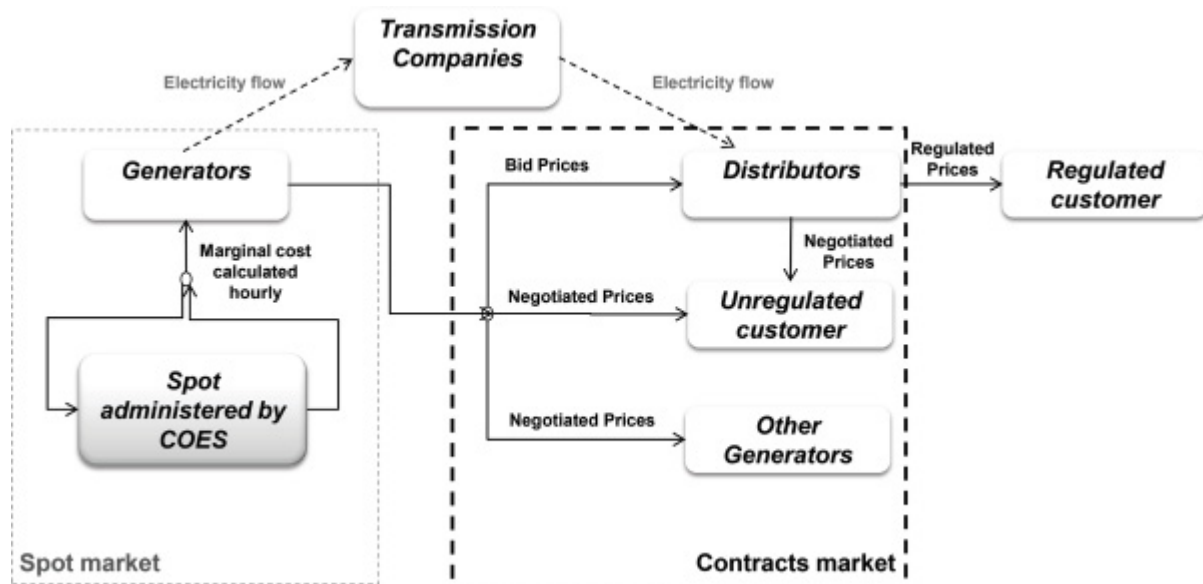 Transmission
Companies
Electricity flow
Electricity flow
Generators
Bid Prices
Distributors
Regulated
Prices
Regulated
customer
Marginal cost
calculated
hourly
Negotiated
Prices
Negotiated Prices
Unregulated
customer
Spot
administered by
COES
Negotiated Prices
Other
Generators
Spot market
Contracts market